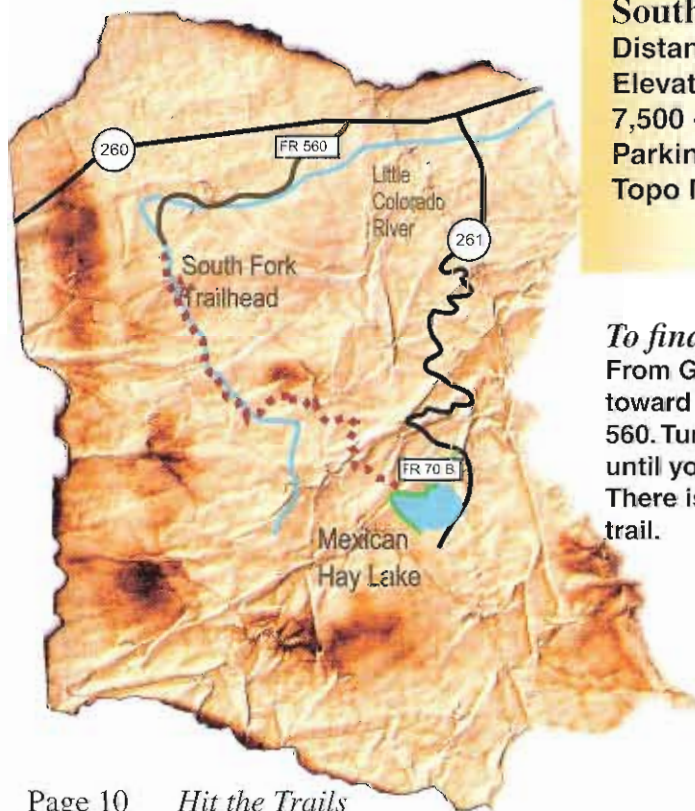 260
FR 560
Little
Colorado
River
261
South Fork
Trailhead
FR 70 B
Mexican
Hay Lake
South
Distan
Elevat
7,500
Parkin
Topo
To find
From G
toward
560. Tur
until yo
There is
trail.
Page 10 Hit the Trails